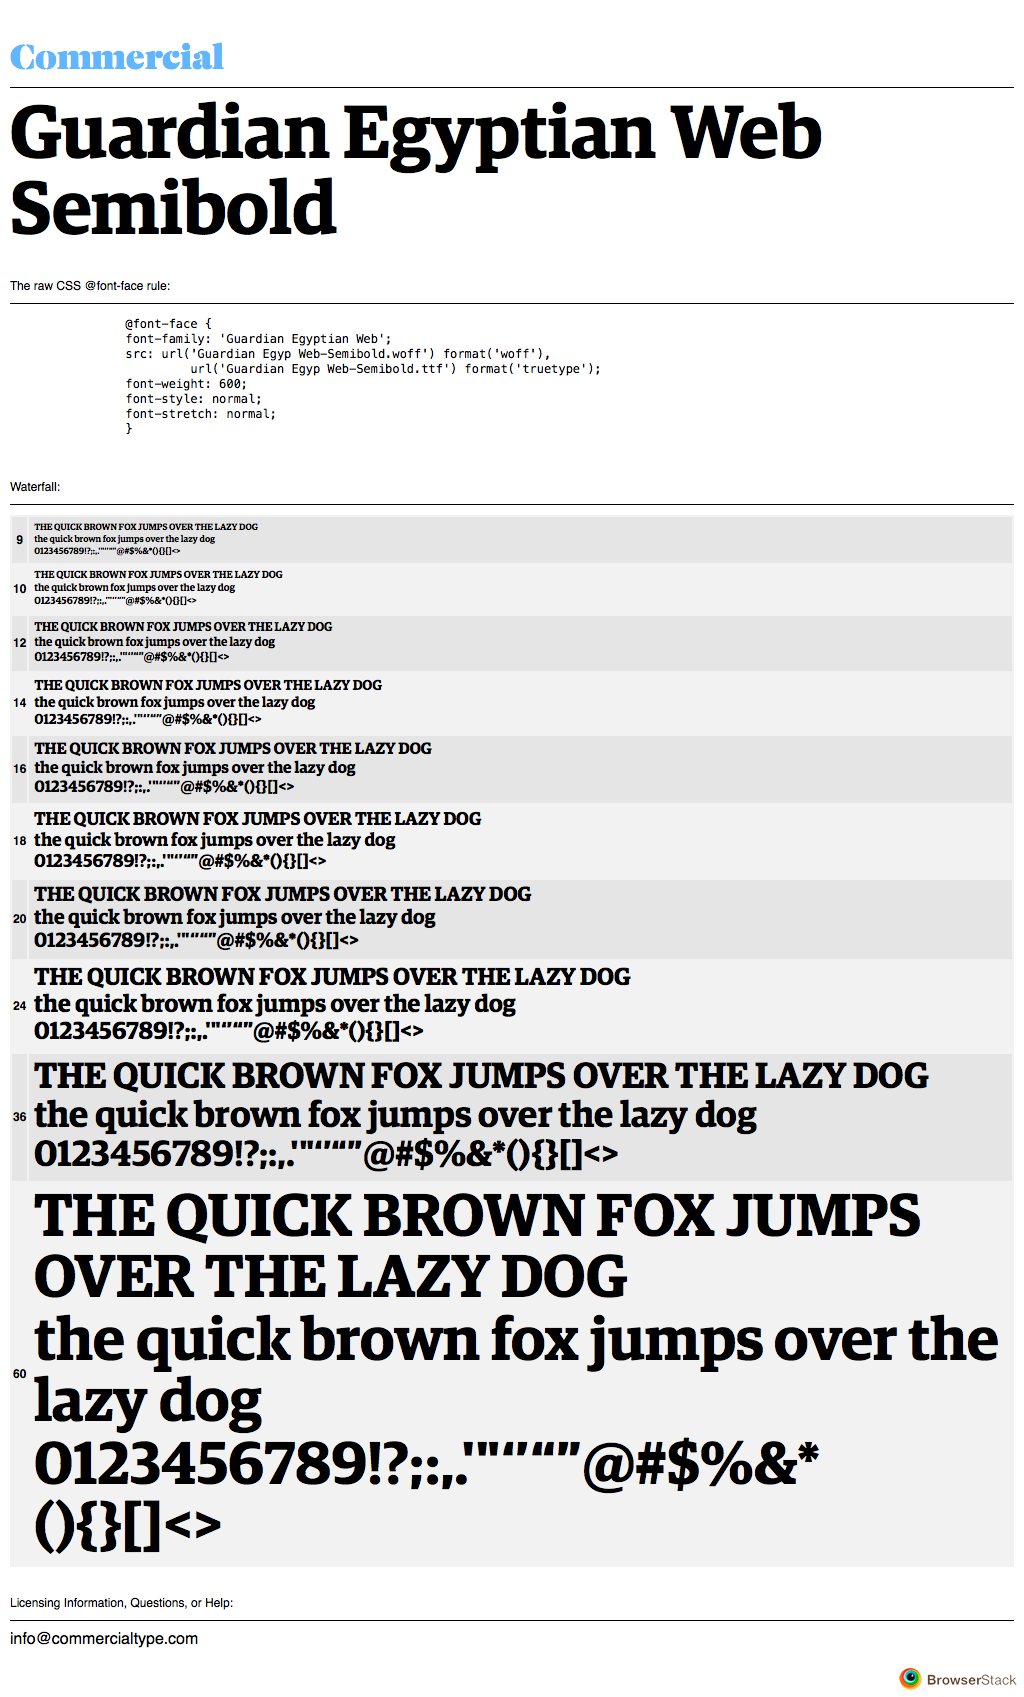 Commercial
Guardian Egyptian Web
Semibold
The raw CSS @font-face rule:
@font-face {
font-family: 'Guardian Egyptian Web';
src: url('Guardian Egyp Web-Semibold.woff') format('woff'),
url('Guardian Egyp Web-Semibold.ttf') format('truetype');
font-weight: 600;
font-style: normal;
font-stretch: normal;
}
Waterfall:
THE QUICK BROWN FOX JUMPS OVER THE LAZY DOG
9 the quick brown fox jumps over the lazy dog
0123456789!?;:,.'"‘’“”@#$%&*(){}[]<>
THE QUICK BROWN FOX JUMPS OVER THE LAZY DOG
10 the quick brown fox jumps over the lazy dog
0123456789!?;:,.'"‘’“”@#$%&*(){}[]<>
THE QUICK BROWN FOX JUMPS OVER THE LAZY DOG
12 the quick brown fox jumps over the lazy dog
0123456789!?;:,.'"‘’“”@#$%&*(){}[]<>
THE QUICK BROWN FOX JUMPS OVER THE LAZY DOG
14 the quick brown fox jumps over the lazy dog
0123456789!?;:,.'"‘’“”@#$%&*(){}[]<>
THE QUICK BROWN FOX JUMPS OVER THE LAZY DOG
16 the quick brown fox jumps over the lazy dog
0123456789!?;:,.'"‘’“”@#$%&*(){}[]<>
THE QUICK BROWN FOX JUMPS OVER THE LAZY DOG
18 the quick brown fox jumps over the lazy dog
0123456789!?;:,.'"‘’“”@#$%&*(){}[]<>
THE QUICK BROWN FOX JUMPS OVER THE LAZY DOG
20 the quick brown fox jumps over the lazy dog
0123456789!?;:,.'"‘’“”@#$%&*(){}[]<>
THE QUICK BROWN FOX JUMPS OVER THE LAZY DOG
24 the quick brown fox jumps over the lazy dog
0123456789!?;:,.'"‘’“”@#$%&*(){}[]<>
THE QUICK BROWN FOX JUMPS OVER THE LAZY DOG
36 the quick brown fox jumps over the lazy dog
0123456789!?;:,.'"‘’“”@#$%&*(){}[]<>
THE QUICK BROWN FOX JUMPS
OVER THE LAZY DOG
the quick brown fox jumps over the
60 lazy dog
0123456789!?;:,.'"‘’“”@#$%&*
(){}[]<>
Licensing Information, Questions, or Help:
info@commercialtype.com
BrowserStack